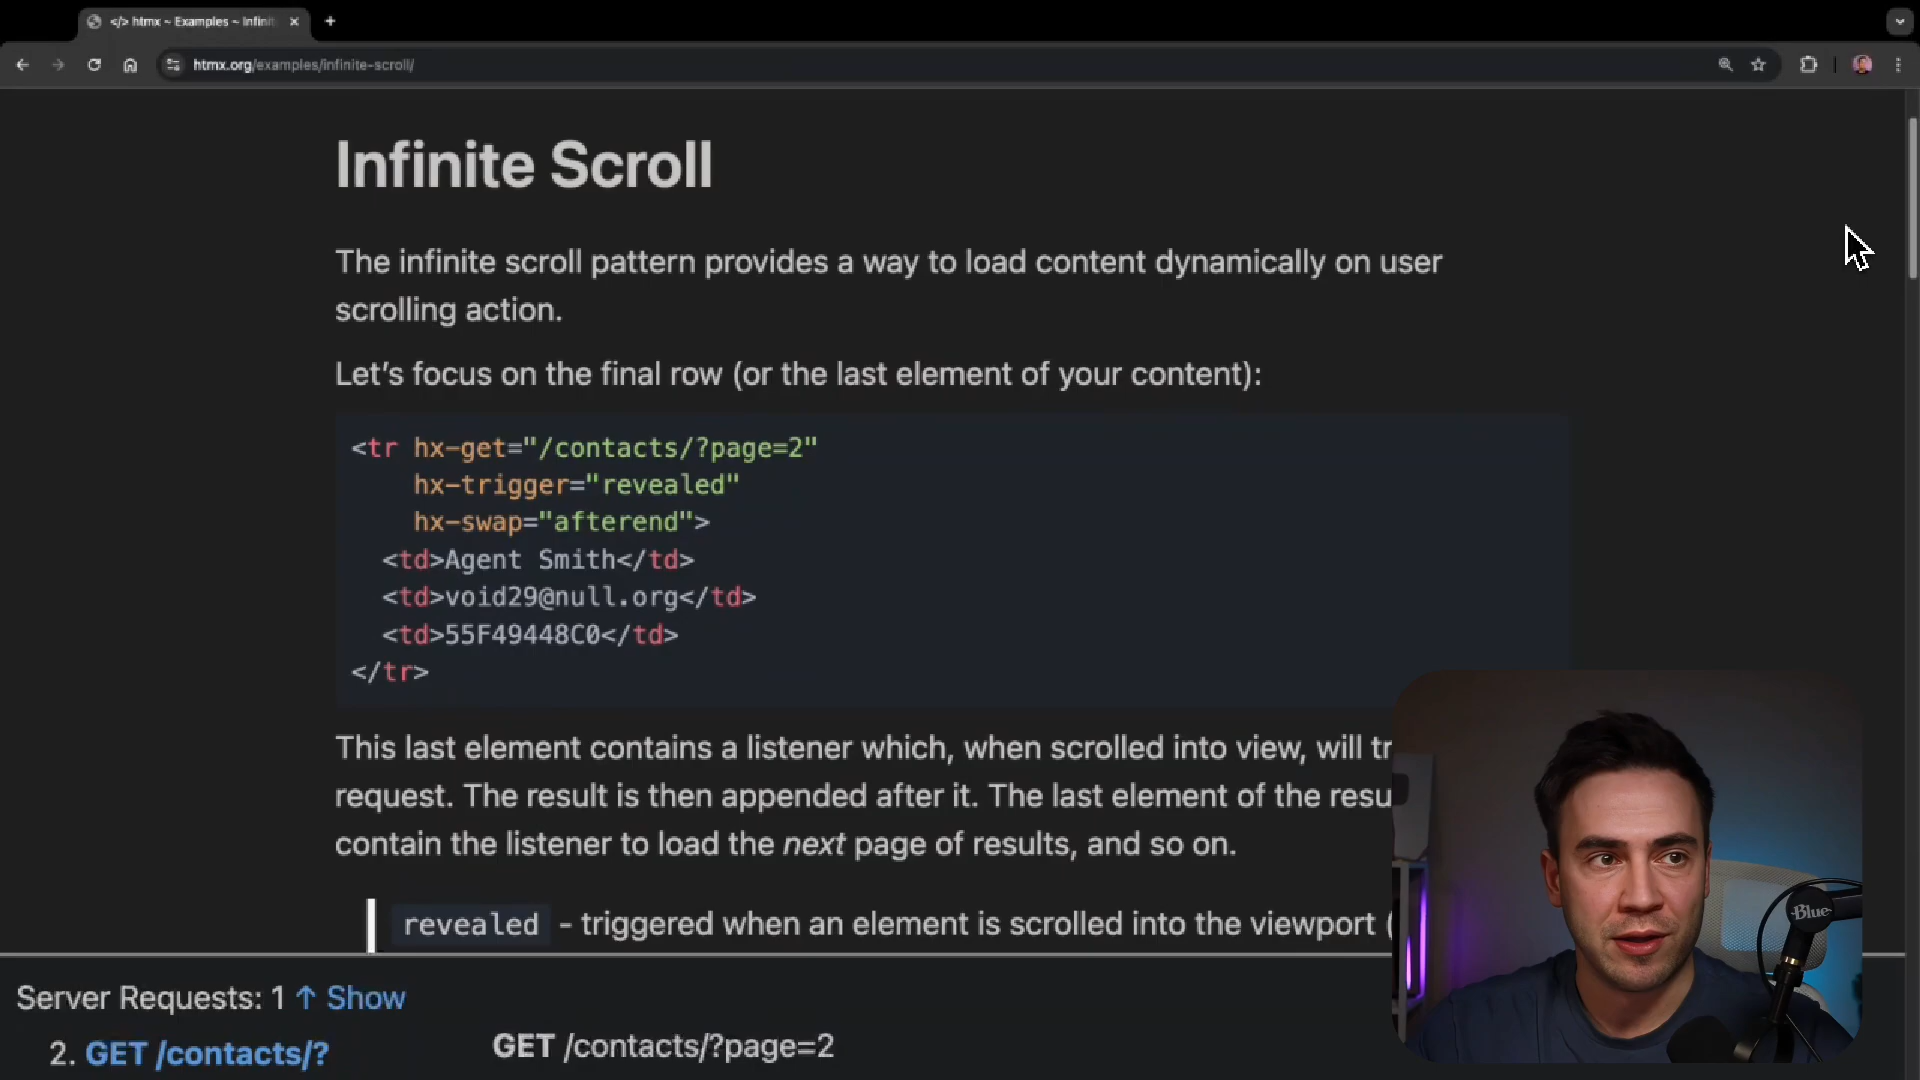 </> htmx ~ Examples ~ Infinit
htmx.org/examples/infinite-scroll/
Infinite Scroll
The infinite scroll pattern provides a way to load content dynamically on user
scrolling action.
Let’s focus on the final row (or the last element of your content):
<tr hx-get="/contacts/?page=2"
hx-trigger="revealed"
hx-swap="afterend">
<td>Agent Smith</td>
<td>void29@null.org</td>
<td>55F49448C0</td>
</tr>
This last element contains a listener which, when scrolled into view, will tr
request. The result is then appended after it. The last element of the resu
contain the listener to load the next page of results, and so on.
revealed - triggered when an element is scrolled into the viewport (
Server Requests: 1 ↑ Show
2. GET /contacts/?
GET /contacts/?page=2
Blue